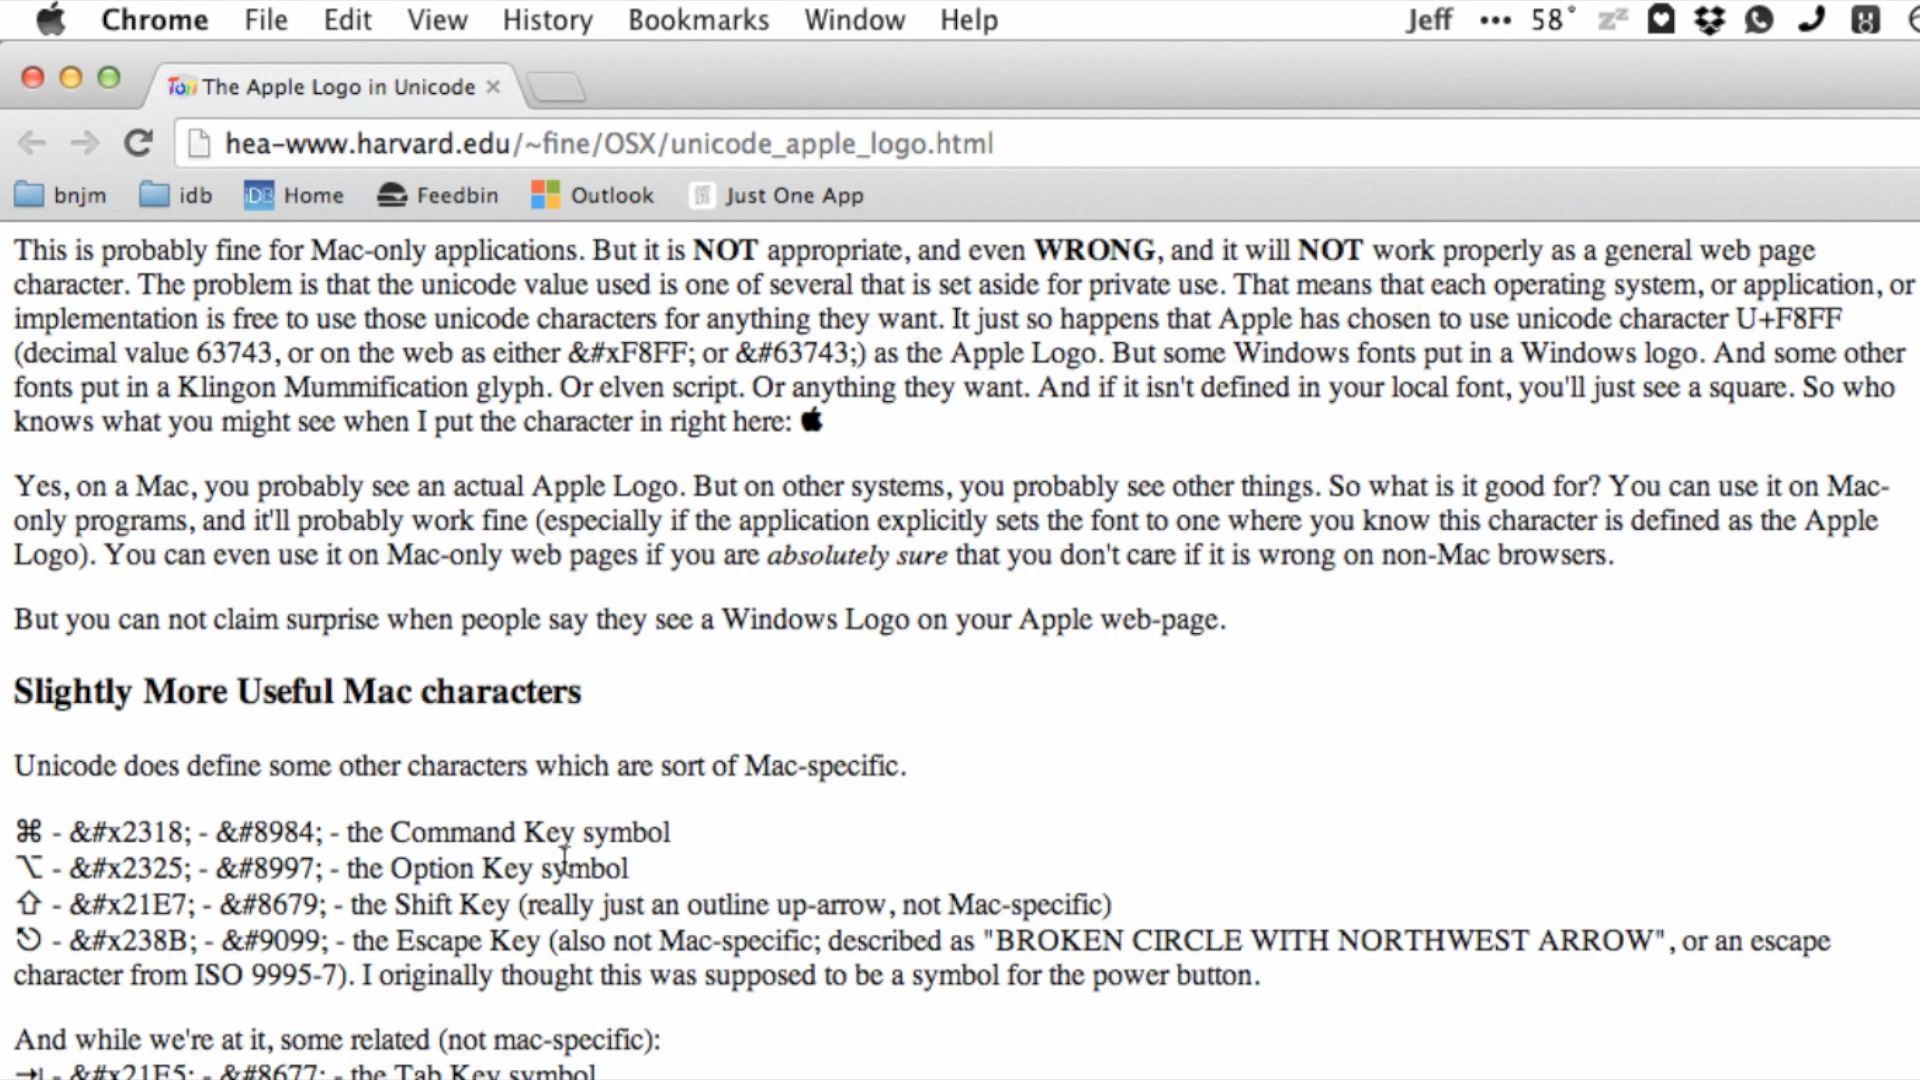 Chrome File Edit View History Bookmarks Window Help Jeff ••• 58°
The Apple Logo in Unicode
hea-www.harvard.edu/~fine/OSX/unicode_apple_logo.html
bnjm idb iDB Home Feedbin Outlook Just One App
This is probably fine for Mac-only applications. But it is NOT appropriate, and even WRONG, and it will NOT work properly as a general web page
character. The problem is that the unicode value used is one of several that is set aside for private use. That means that each operating system, or application, or
implementation is free to use those unicode characters for anything they want. It just so happens that Apple has chosen to use unicode character U+F8FF
(decimal value 63743, or on the web as either &#xF8FF; or &#63743;) as the Apple Logo. But some Windows fonts put in a Windows logo. And some other
fonts put in a Klingon Mummification glyph. Or elven script. Or anything they want. And if it isn't defined in your local font, you'll just see a square. So who
knows what you might see when I put the character in right here: 
Yes, on a Mac, you probably see an actual Apple Logo. But on other systems, you probably see other things. So what is it good for? You can use it on Mac-
only programs, and it'll probably work fine (especially if the application explicitly sets the font to one where you know this character is defined as the Apple
Logo). You can even use it on Mac-only web pages if you are absolutely sure that you don't care if it is wrong on non-Mac browsers.
But you can not claim surprise when people say they see a Windows Logo on your Apple web-page.
Slightly More Useful Mac characters
Unicode does define some other characters which are sort of Mac-specific.
⌘ - &#x2318; - &#8984; - the Command Key symbol
⌥ - &#x2325; - &#8997; - the Option Key symbol
⇧ - &#x21E7; - &#8679; - the Shift Key (really just an outline up-arrow, not Mac-specific)
⎋ - &#x238B; - &#9099; - the Escape Key (also not Mac-specific; described as "BROKEN CIRCLE WITH NORTHWEST ARROW", or an escape
character from ISO 9995-7). I originally thought this was supposed to be a symbol for the power button.
And while we're at it, some related (not mac-specific):
⇥ - &#x21E5; - &#8677; - the Tab Key symbol